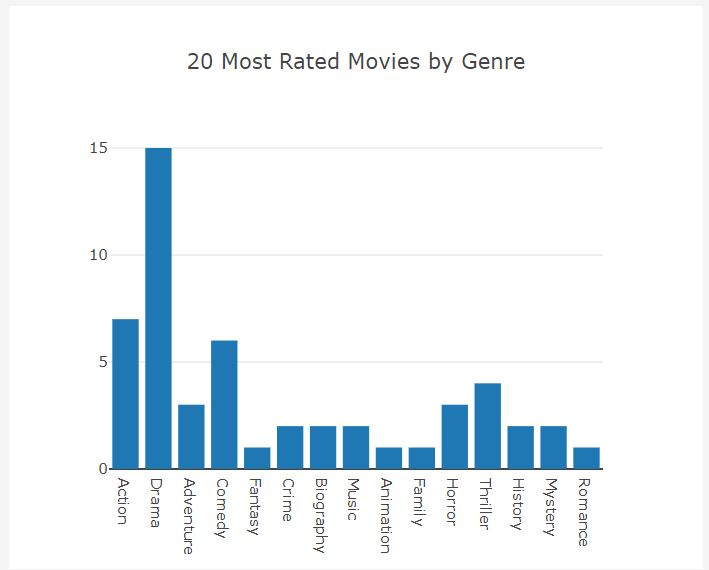 20 Most Rated Movies by Genre
15
10
5
0
Action
Drama
Adventure
Comedy
Fantasy
Crime
Biography
Music
Animation
Family
Horror
Thriller
History
Mystery
Romance